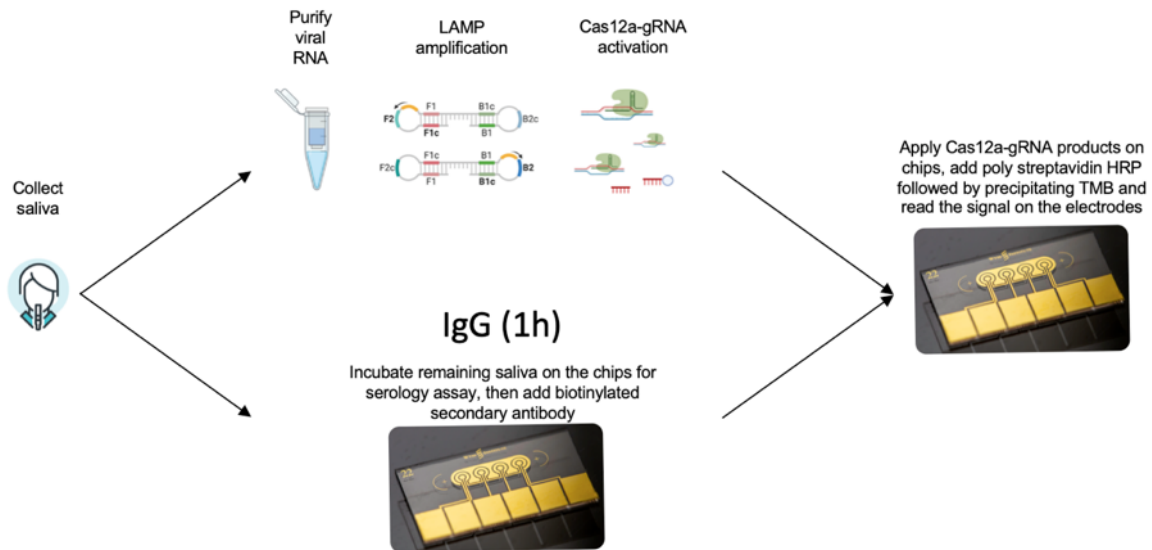 Purify
viral
RNA
LAMP
amplification
Cas12a-gRNA
activation
F1
B1c
F2
B2c
F1c
B1
F1c
B1
F2c
B2
F1
B1c
Collect
saliva
IgG (1h)
Incubate remaining saliva on the chips for
serology assay, then add biotinylated
secondary antibody
Apply Cas12a-gRNA products on
chips, add poly streptavidin HRP
followed by precipitating TMB and
read the signal on the electrodes